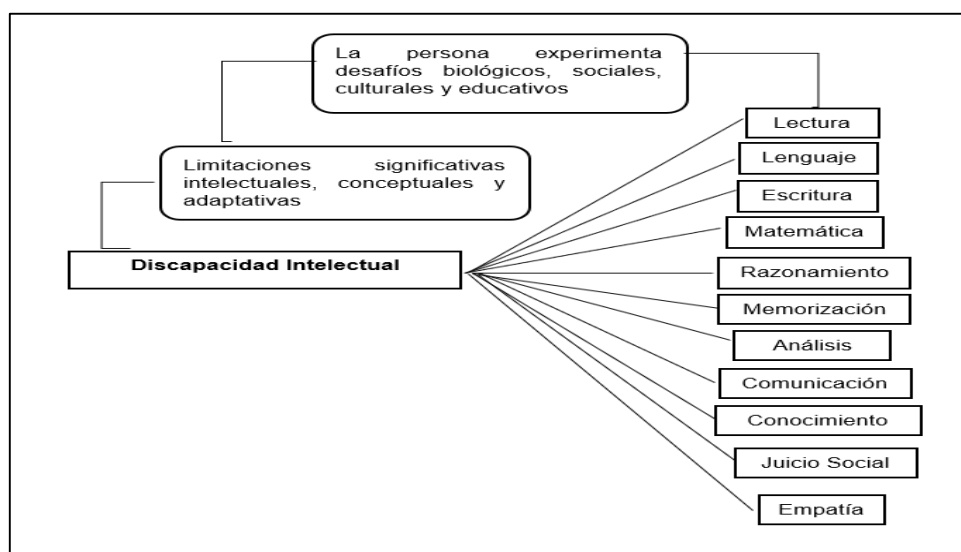 La persona experimenta
desafíos biológicos, sociales,
culturales y educativos
Limitaciones significativas
intelectuales, conceptuales y
adaptativas
Discapacidad Intelectual
Lectura
Lenguaje
Escritura
Matemática
Razonamiento
Memorización
Análisis
Comunicación
Conocimiento
Juicio Social
Empatía